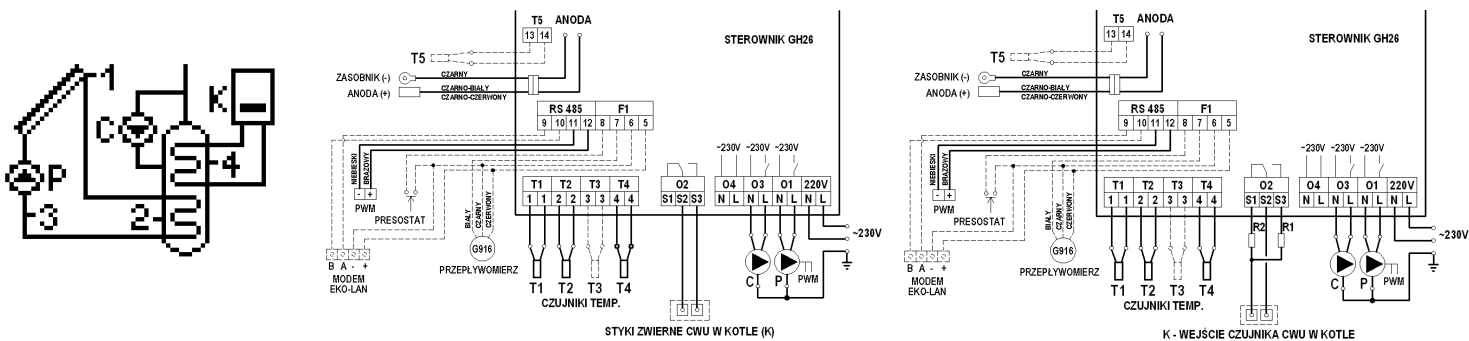 1
K
C
4
P
3
2
T5 ANODA
13 14
STEROWNIK GH26
T5
ZASOBNIK (-)
CZARNY
ANODA (+)
CZARNO-BIAŁY
CZARNO-CZERWONY
RS 485 F1
9 10 11 12 8 7 6 5
NIEBIESKI
BRĄZOWY
- +
PWM
PRESOSTAT
BIAŁY
CZARNY
CZERWONY
G916
PRZEPŁYWOMIERZ
B A - +
MODEM
EKO-LAN
T1 T2 T3 T4
1 1 2 2 3 3 4 4
T1 T2 T3 T4
CZUJNIKI TEMP.
O2
S1 S2 S3
~230V ~230V
O4 O3 O1 220V
N L N L N L N L
~230V
C P PWM
STYKI ZWIERNE CWU W KOTLE (K)
T5 ANODA
13 14
STEROWNIK GH26
T5
ZASOBNIK (-)
CZARNY
ANODA (+)
CZARNO-BIAŁY
CZARNO-CZERWONY
RS 485 F1
9 10 11 12 8 7 6 5
NIEBIESKI
BRĄZOWY
- +
PWM
PRESOSTAT
BIAŁY
CZARNY
CZERWONY
G916
PRZEPŁYWOMIERZ
B A - +
MODEM
EKO-LAN
T1 T2 T3 T4
1 1 2 2 3 3 4 4
T1 T2 T3 T4
CZUJNIKI TEMP.
O2
S1 S2 S3
R2 R1
~230V ~230V
O4 O3 O1 220V
N L N L N L N L
~230V
C P PWM
K - WEJŚCIE CZUJNIKA CWU W KOTLE